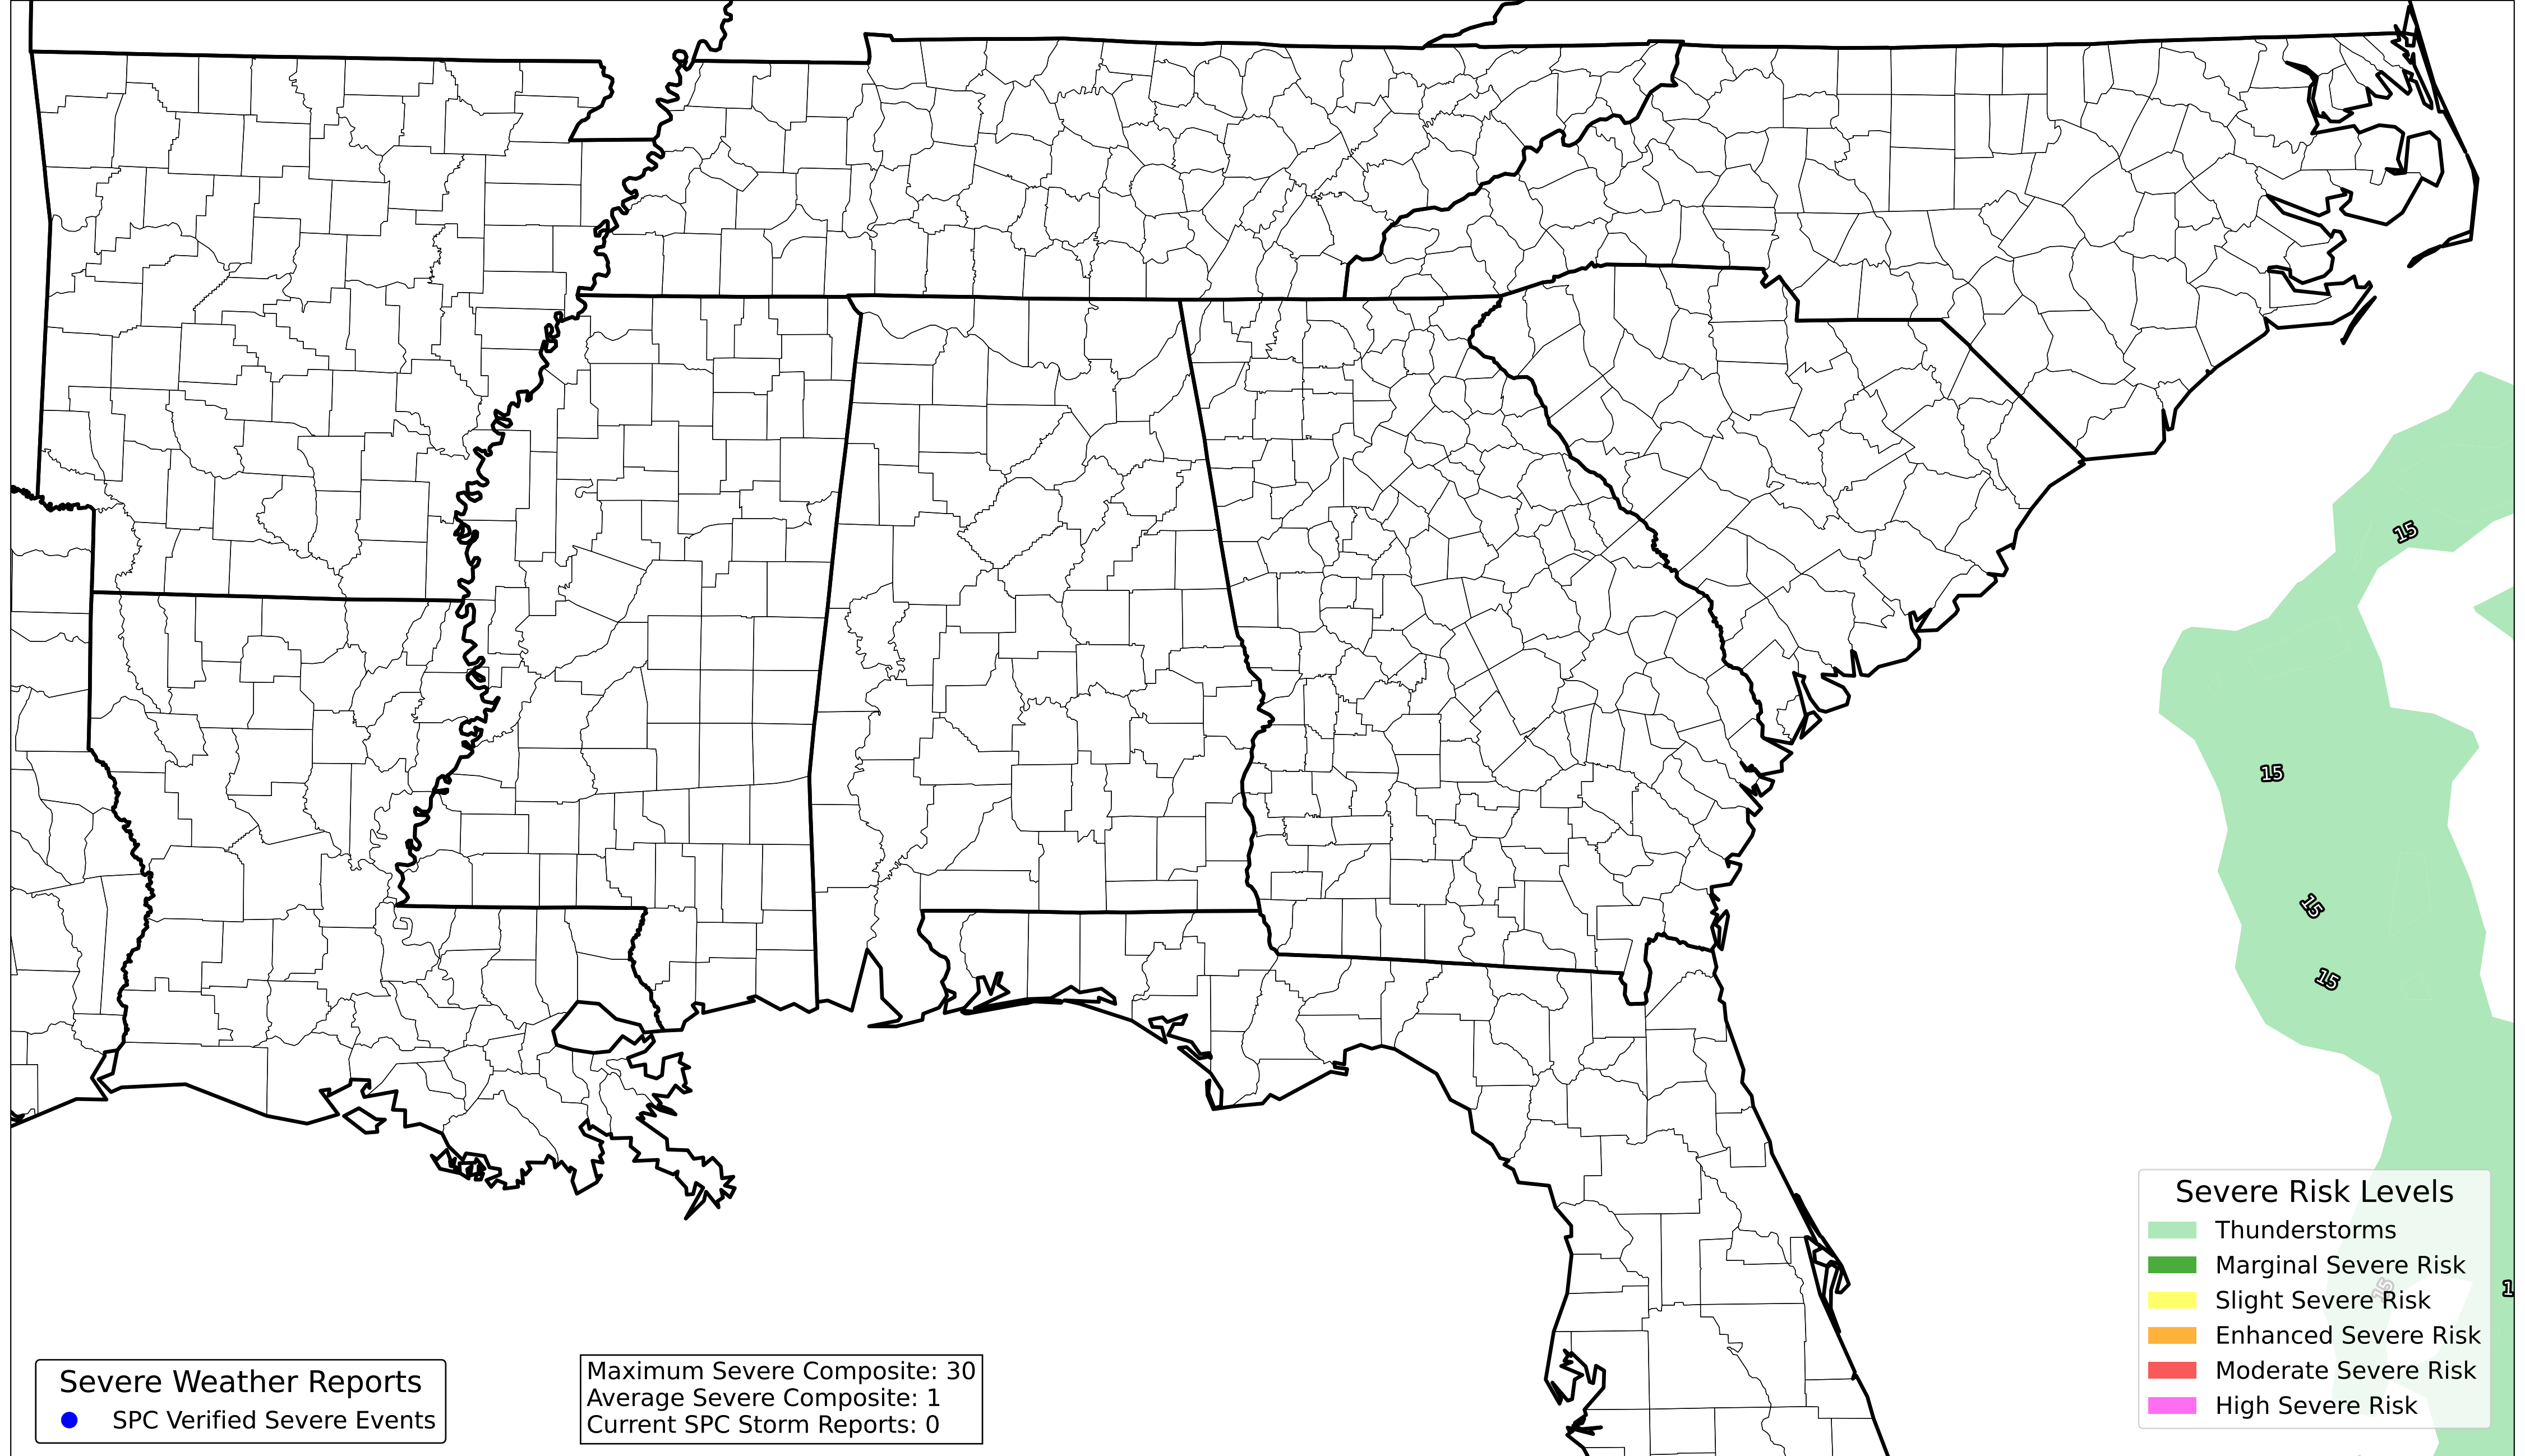 15
15
15
15
Severe Risk Levels
Thunderstorms
Marginal Severe Risk
15
1
Slight Severe Risk
Enhanced Severe Risk
Moderate Severe Risk
High Severe Risk
Severe Weather Reports
SPC Verified Severe Events
Maximum Severe Composite: 30
Average Severe Composite: 1
Current SPC Storm Reports: 0